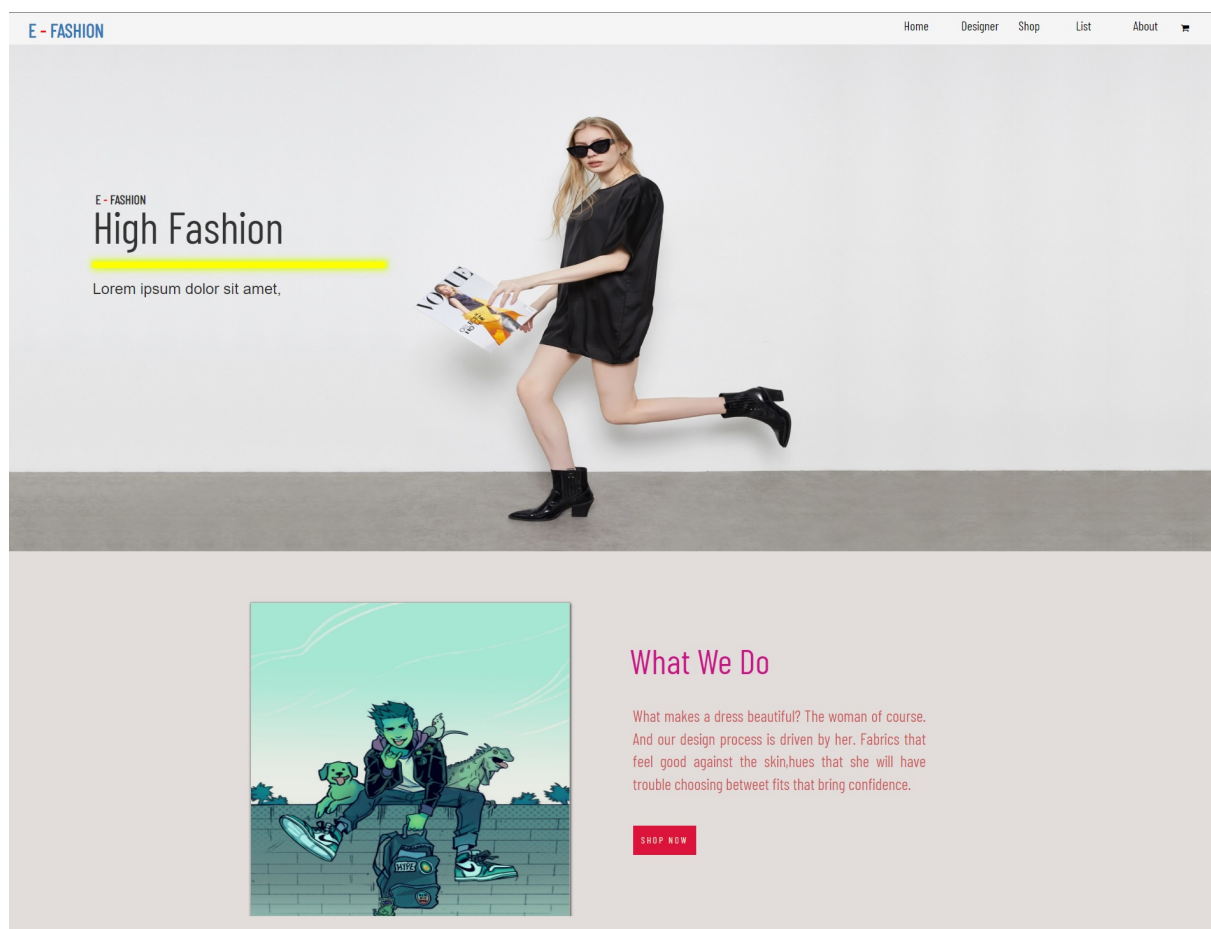 E - FASHION
Home Designer Shop List About
E - FASHION
High Fashion
Lorem ipsum dolor sit amet,
VOGUE
What We Do
What makes a dress beautiful? The woman of course.
And our design process is driven by her. Fabrics that
feel good against the skin,hues that she will have
trouble choosing betweet fits that bring confidence.
HYPE
SHOP NOW